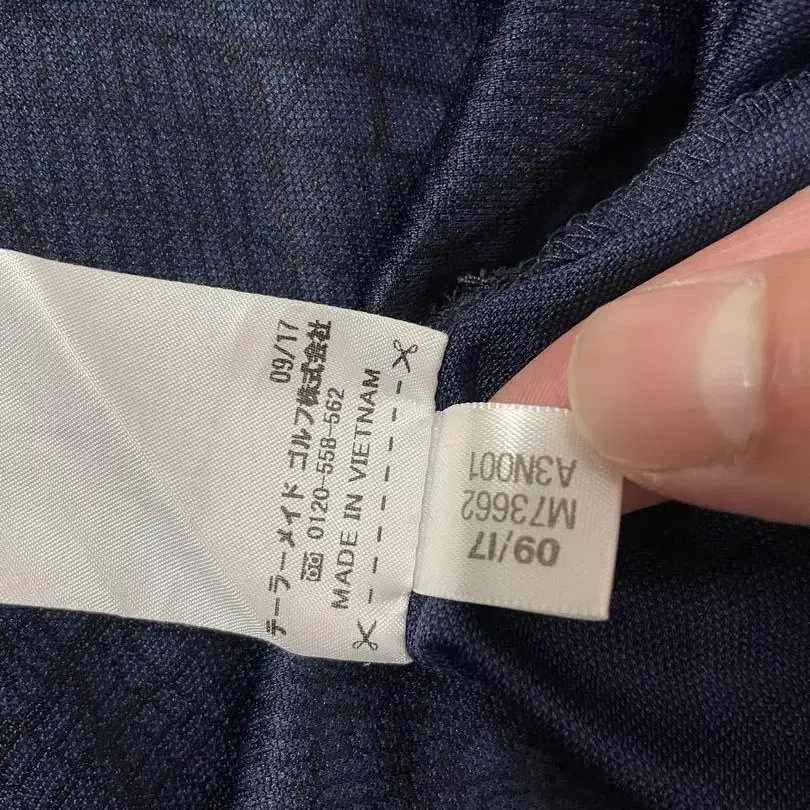 09/17
テーラーメイド ゴルフ株式会社
0120-558-562
MADE IN VIETNAM
09/17
M73662
A3N001